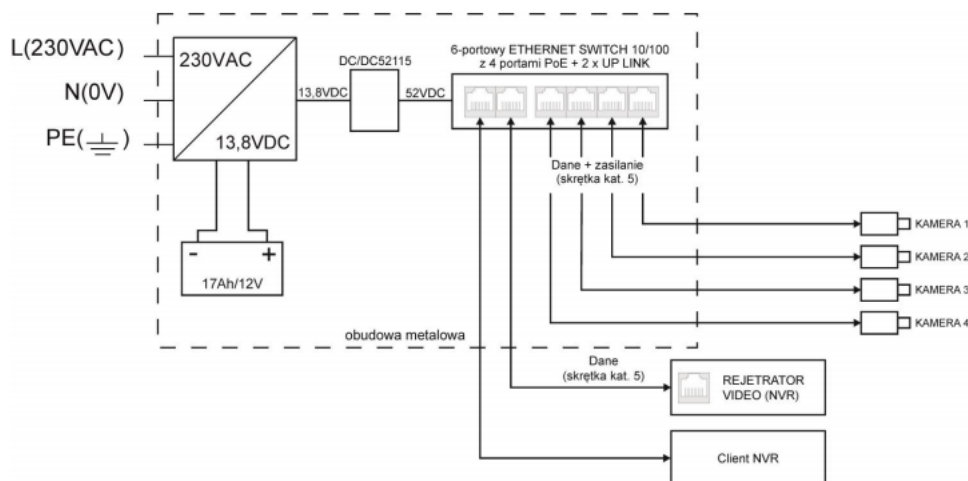 L(230VAC)
N(0V)
PE(
)
230VAC
13,8VDC
13,8VDC
DC/DC52115
52VDC
6-portowy ETHERNET SWITCH 10/100
z 4 portami PoE + 2 x UP LINK
Dane + zasilanie
(skrętka kat. 5)
-
+
17Ah/12V
obudowa metalowa
KAMERA 1
KAMERA 2
KAMERA 3
KAMERA 4
Dane
(skrętka kat. 5)
REJETRATOR
VIDEO (NVR)
Client NVR